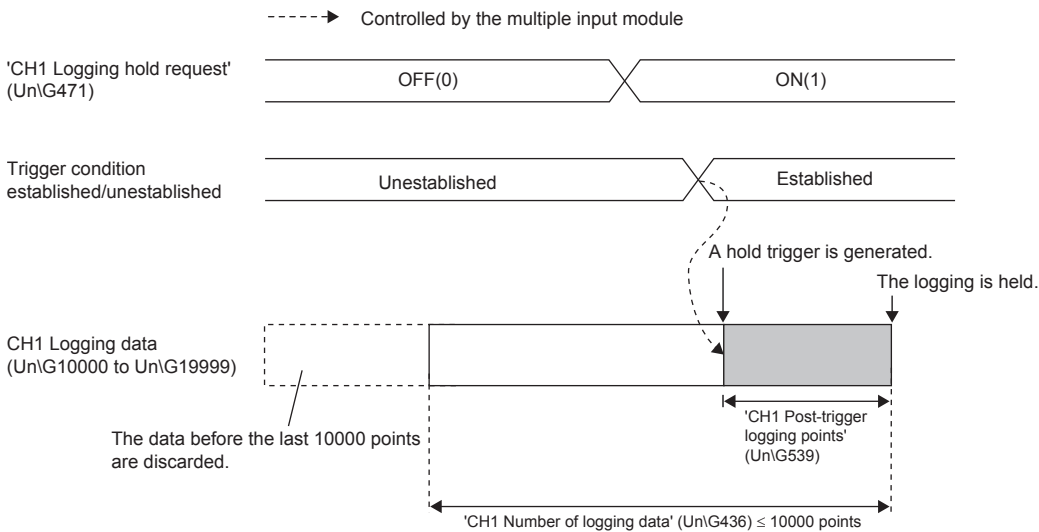 Controlled by the multiple input module
'CH1 Logging hold request'
(Un\G471)
OFF(0)
ON(1)
Trigger condition
established/unestablished
Unestablished
Established
A hold trigger is generated.
The logging is held.
CH1 Logging data
(Un\G10000 to Un\G19999)
The data before the last 10000 points
are discarded.
'CH1 Post-trigger
logging points'
(Un\G539)
'CH1 Number of logging data' (Un\G436) ≤ 10000 points